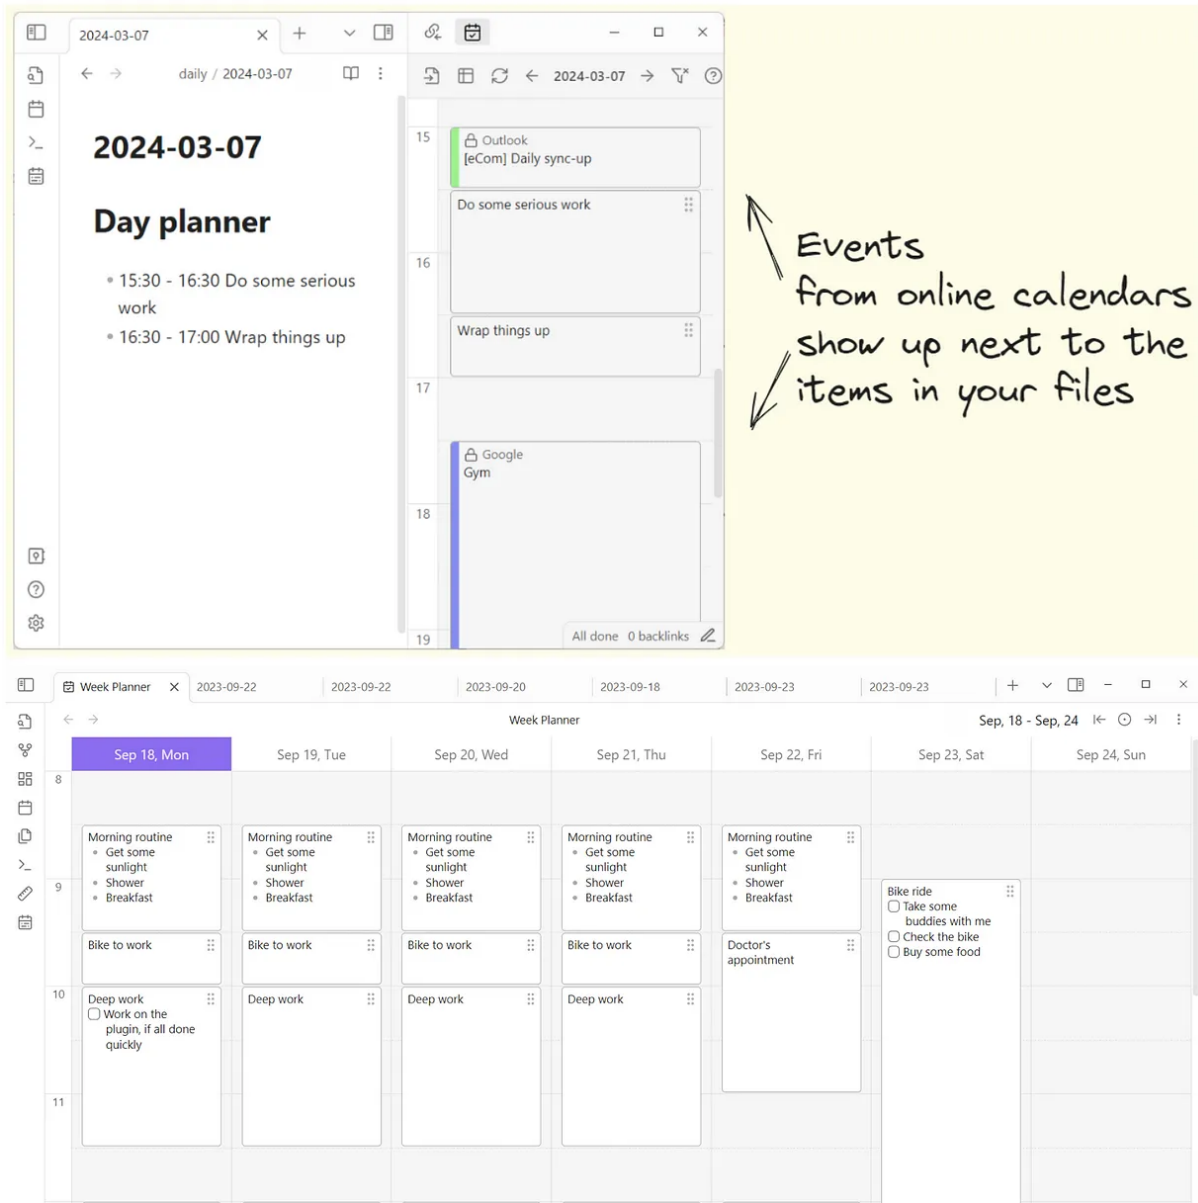 2024-03-07
daily / 2024-03-07
2024-03-07
2024-03-07
Day planner
15:30 - 16:30 Do some serious
work
16:30 - 17:00 Wrap things up
15
Outlook
[eCom] Daily sync-up
Do some serious work
16
Wrap things up
17
Google
Gym
18
19
All done 0 backlinks
Events
from online calendars
show up next to the
items in your files
Week Planner 2023-09-22 2023-09-22 2023-09-20 2023-09-18 2023-09-23 2023-09-23
Week Planner
Sep, 18 - Sep, 24
Sep 18, Mon Sep 19, Tue Sep 20, Wed Sep 21, Thu Sep 22, Fri Sep 23, Sat Sep 24, Sun
8
9
10
11
Morning routine
Get some
sunlight
Shower
Breakfast
Bike to work
Deep work
Work on the
plugin, if all done
quickly
Morning routine
Get some
sunlight
Shower
Breakfast
Bike to work
Deep work
Morning routine
Get some
sunlight
Shower
Breakfast
Bike to work
Deep work
Morning routine
Get some
sunlight
Shower
Breakfast
Bike to work
Deep work
Morning routine
Get some
sunlight
Shower
Breakfast
Doctor's
appointment
Bike ride
Take some
buddies with me
Check the bike
Buy some food